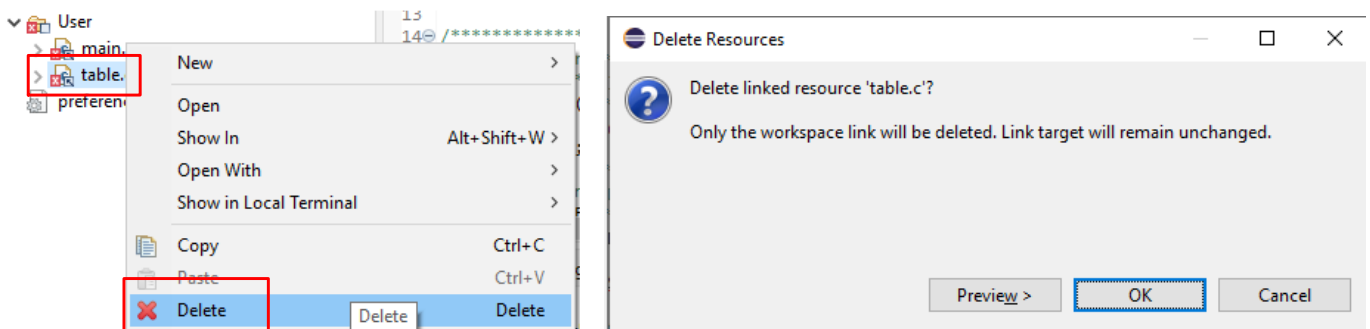 User
main.
table.
preferen
13
14 /*************
New
Open
Show In Alt+Shift+W >
Open With
Show in Local Terminal
Copy Ctrl+C
Paste Ctrl+V
Delete Delete
Delete
Delete Resources
Delete linked resource 'table.c'?
Only the workspace link will be deleted. Link target will remain unchanged.
Preview >
OK
Cancel